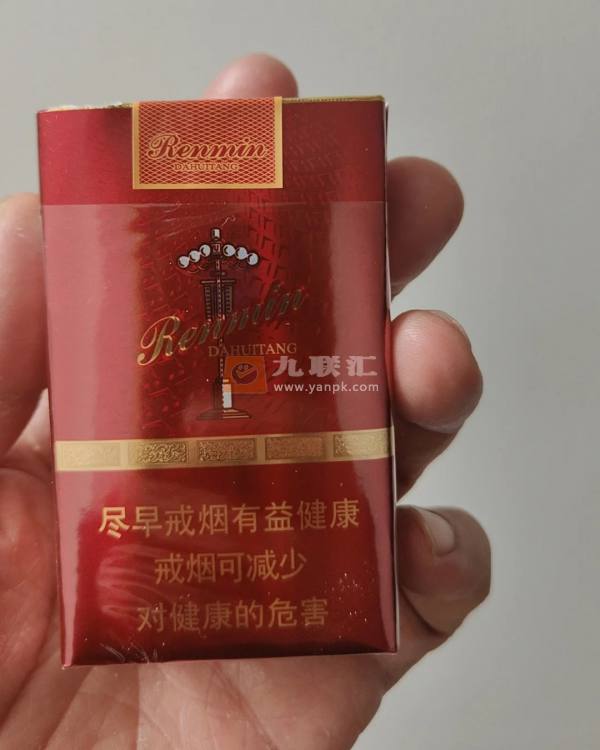 Renmin
DAHUITANG
Renmin
DAHUITANG
九联汇
www.yanpk.com
尽早戒烟有益健康
戒烟可减少
对健康的危害